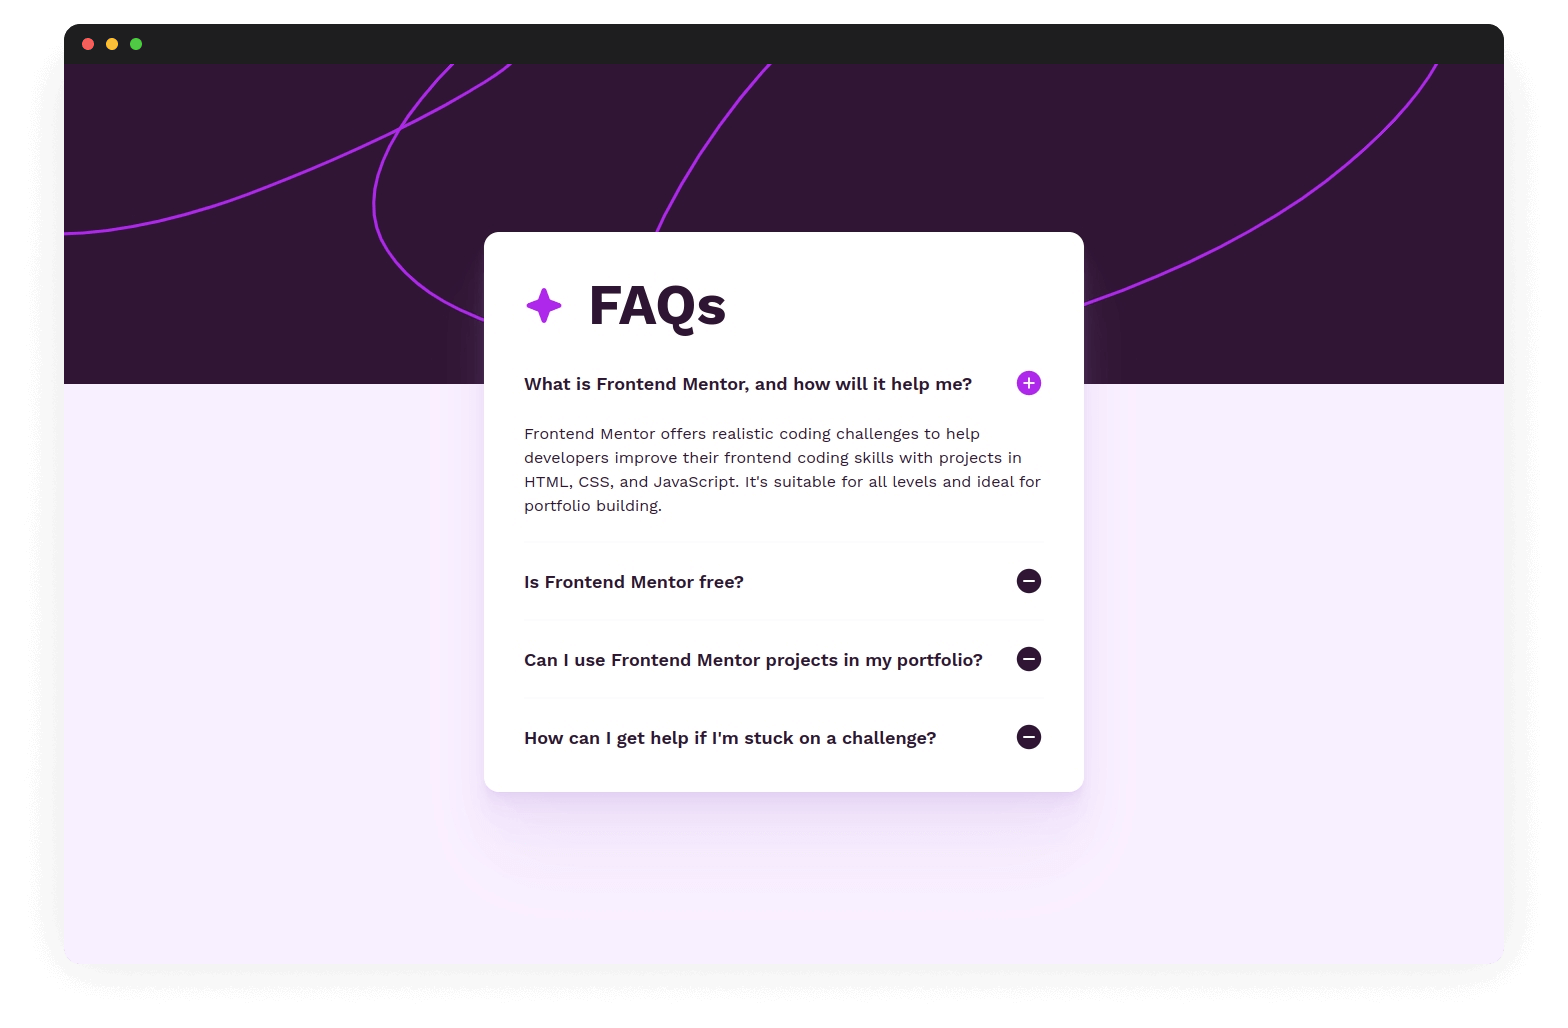 FAQs
What is Frontend Mentor, and how will it help me?
Frontend Mentor offers realistic coding challenges to help
developers improve their frontend coding skills with projects in
HTML, CSS, and JavaScript. It's suitable for all levels and ideal for
portfolio building.
Is Frontend Mentor free?
Can I use Frontend Mentor projects in my portfolio?
How can I get help if I'm stuck on a challenge?